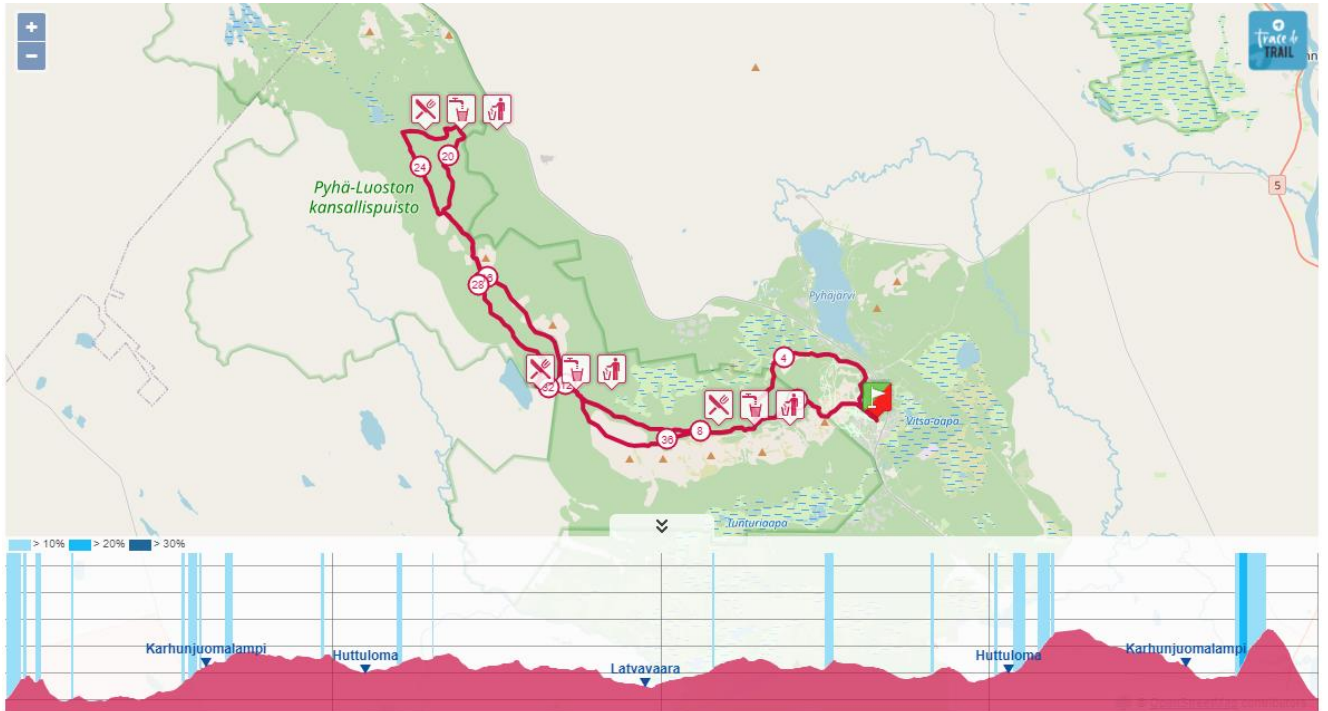 +
−
trace de
TRAIL
5
20
24
Pyhä-Luoston
kansallispuisto
28
Pyhäjärvi
4
32
12
8
36
Vitsa-aapa
> 10% > 20% > 30%
Karhunjuomalampi
Huttuloma
Latvavaara
Huttuloma
Karhunjuomalampi